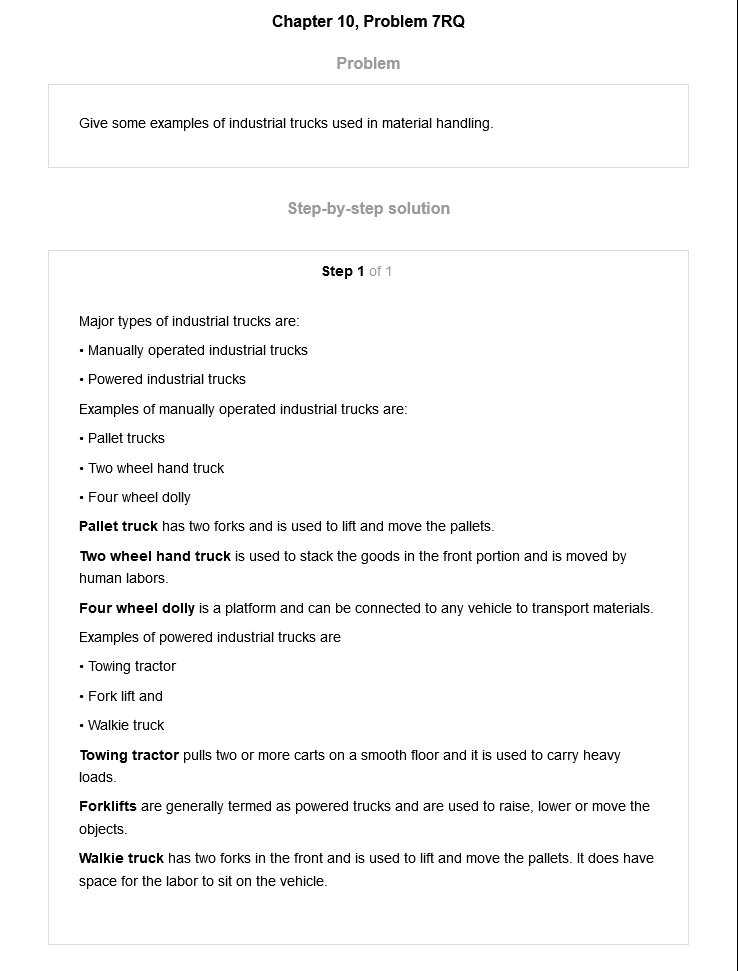 Chapter 10, Problem 7RQ
Problem
Give some examples of industrial trucks used in material handling.
Step-by-step solution
Step 1 of 1
Major types of industrial trucks are:
• Manually operated industrial trucks
• Powered industrial trucks
Examples of manually operated industrial trucks are:
• Pallet trucks
• Two wheel hand truck
• Four wheel dolly
Pallet truck has two forks and is used to lift and move the pallets.
Two wheel hand truck is used to stack the goods in the front portion and is moved by
human labors.
Four wheel dolly is a platform and can be connected to any vehicle to transport materials.
Examples of powered industrial trucks are
• Towing tractor
• Fork lift and
• Walkie truck
Towing tractor pulls two or more carts on a smooth floor and it is used to carry heavy
loads.
Forklifts are generally termed as powered trucks and are used to raise, lower or move the
objects.
Walkie truck has two forks in the front and is used to lift and move the pallets. It does have
space for the labor to sit on the vehicle.